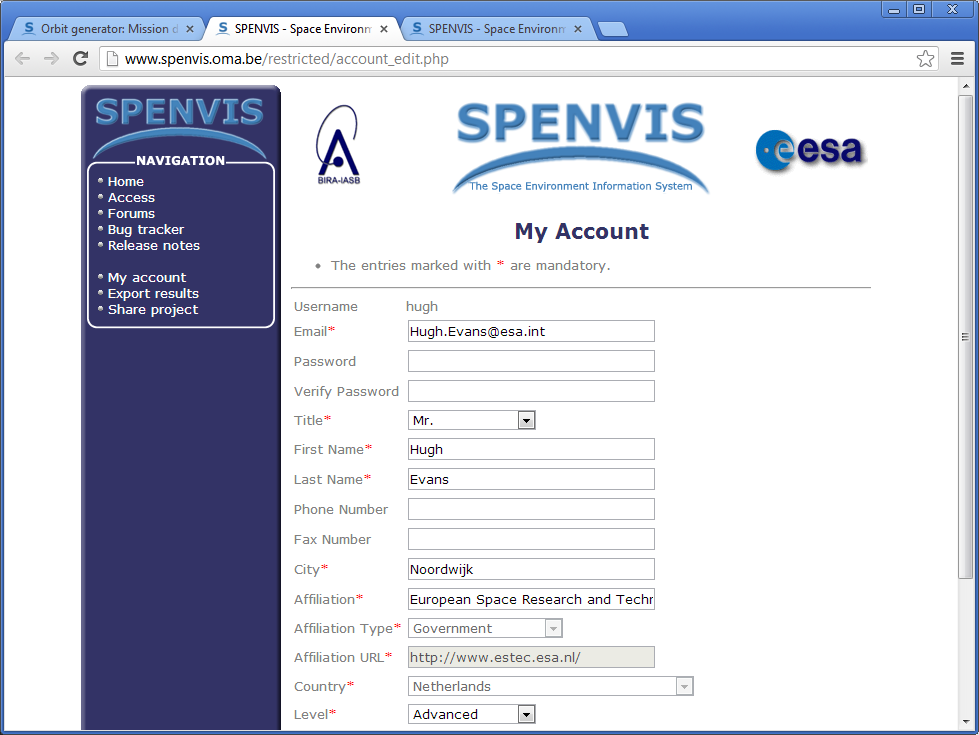 Orbit generator: Mission d
SPENVIS - Space Environm
SPENVIS - Space Environm
www.spenvis.oma.be/restricted/account_edit.php
SPENVIS
NAVIGATION
Home
Access
Forums
Bug tracker
Release notes
My account
Export results
Share project
BIRA-IASB
SPENVIS
The Space Environment Information System
esa
My Account
The entries marked with * are mandatory.
Username hugh
Email* Hugh.Evans@esa.int
Password
Verify Password
Title* Mr.
First Name* Hugh
Last Name* Evans
Phone Number
Fax Number
City* Noordwijk
Affiliation* European Space Research and Techn
Affiliation Type* Government
Affiliation URL* http://www.estec.esa.nl/
Country* Netherlands
Level* Advanced